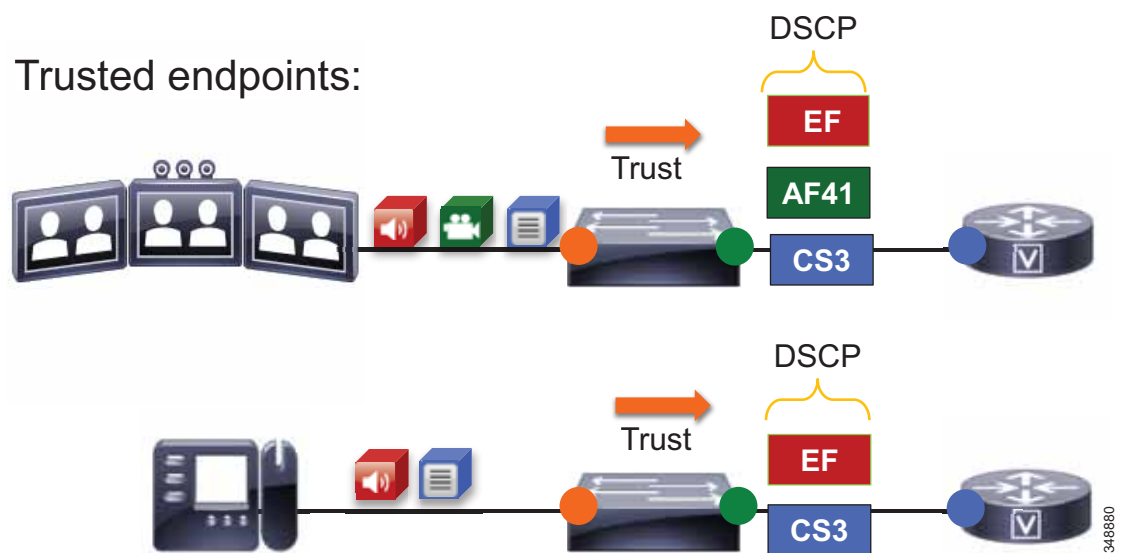 DSCP
Trusted endpoints:
EF
Trust
AF41
CS3
V
DSCP
Trust
EF
CS3
V
348880